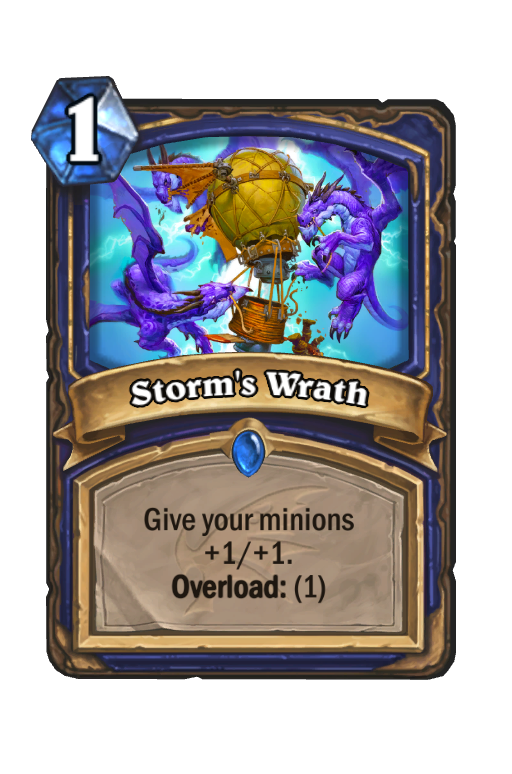 1
Storm's Wrath
Give your minions
+1/+1.
Overload: (1)